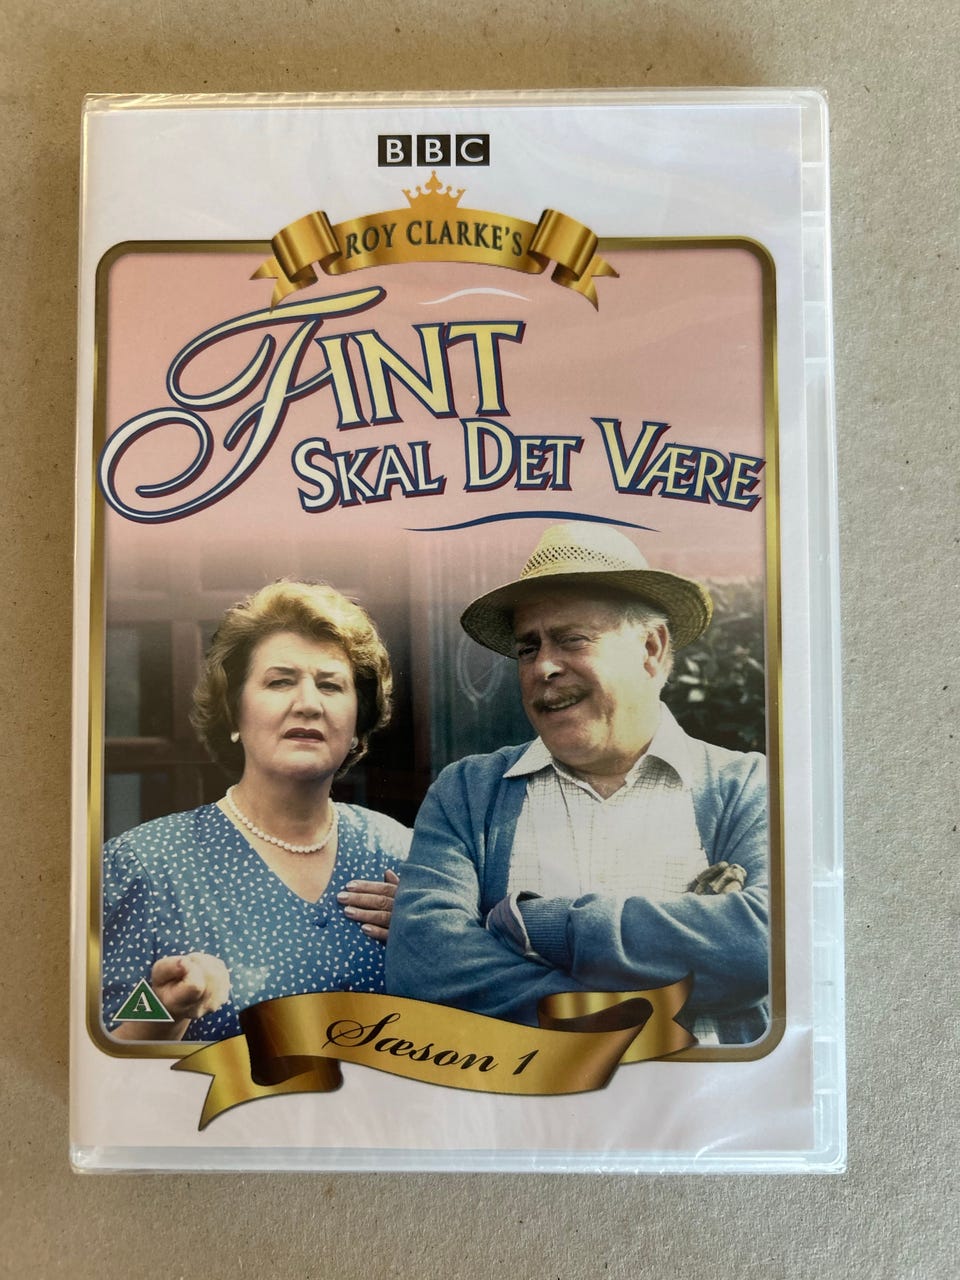 BBC
ROY CLARKE'S
FINT
SKAL DET VÆRE
A
Sæson 1